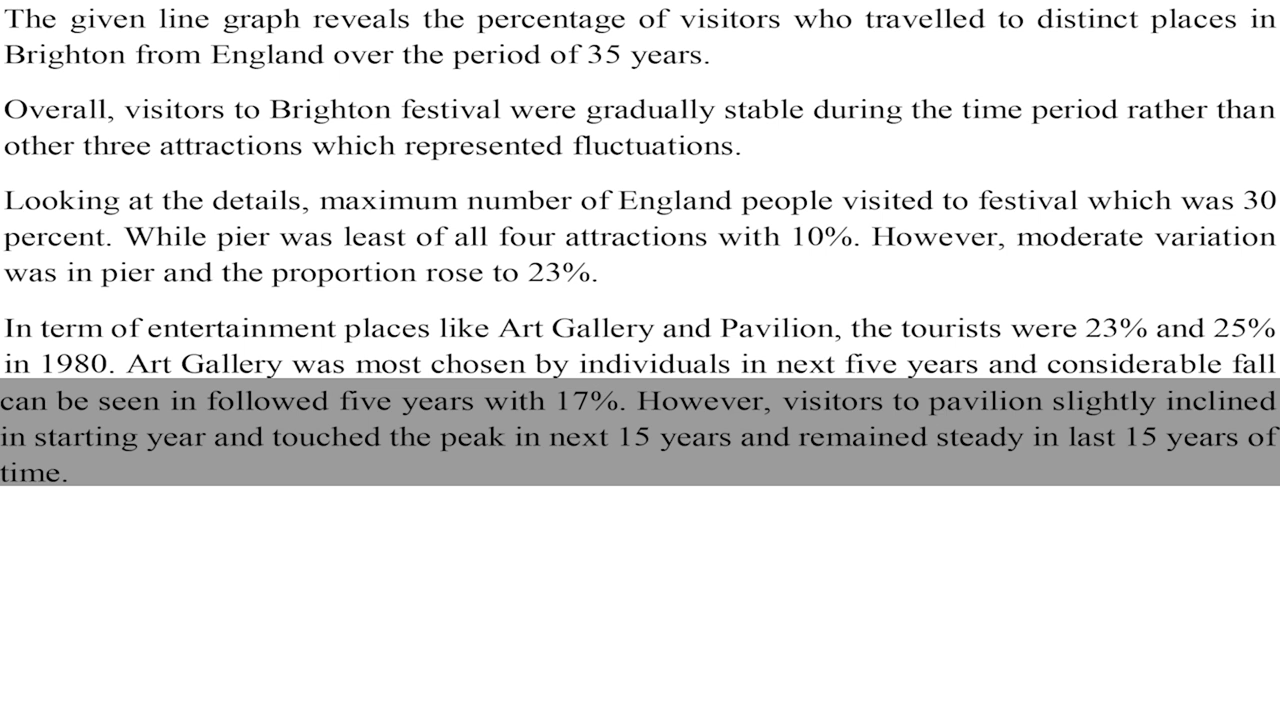 The given line graph reveals the percentage of visitors who travelled to distinct places in
Brighton from England over the period of 35 years.
Overall, visitors to Brighton festival were gradually stable during the time period rather than
other three attractions which represented fluctuations.
Looking at the details, maximum number of England people visited to festival which was 30
percent. While pier was least of all four attractions with 10%. However, moderate variation
was in pier and the proportion rose to 23%.
In term of entertainment places like Art Gallery and Pavilion, the tourists were 23% and 25%
in 1980. Art Gallery was most chosen by individuals in next five years and considerable fall
can be seen in followed five years with 17%. However, visitors to pavilion slightly inclined
in starting year and touched the peak in next 15 years and remained steady in last 15 years of
time.